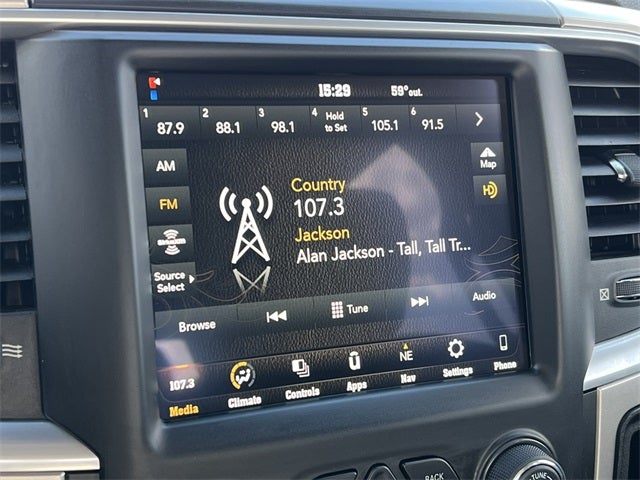 15:29 59° out.
1 87.9 2 88.1 3 98.1 4 Hold to Set 5 105.1 6 91.5
AM
Map
FM
Country
107.3
Jackson
Alan Jackson - Tall, Tall Tr...
SiriusXM
Source
Select
Browse Tune Audio
107.3 NE
Media Climate Controls Apps Nav Settings Phone
BACK
TUNE